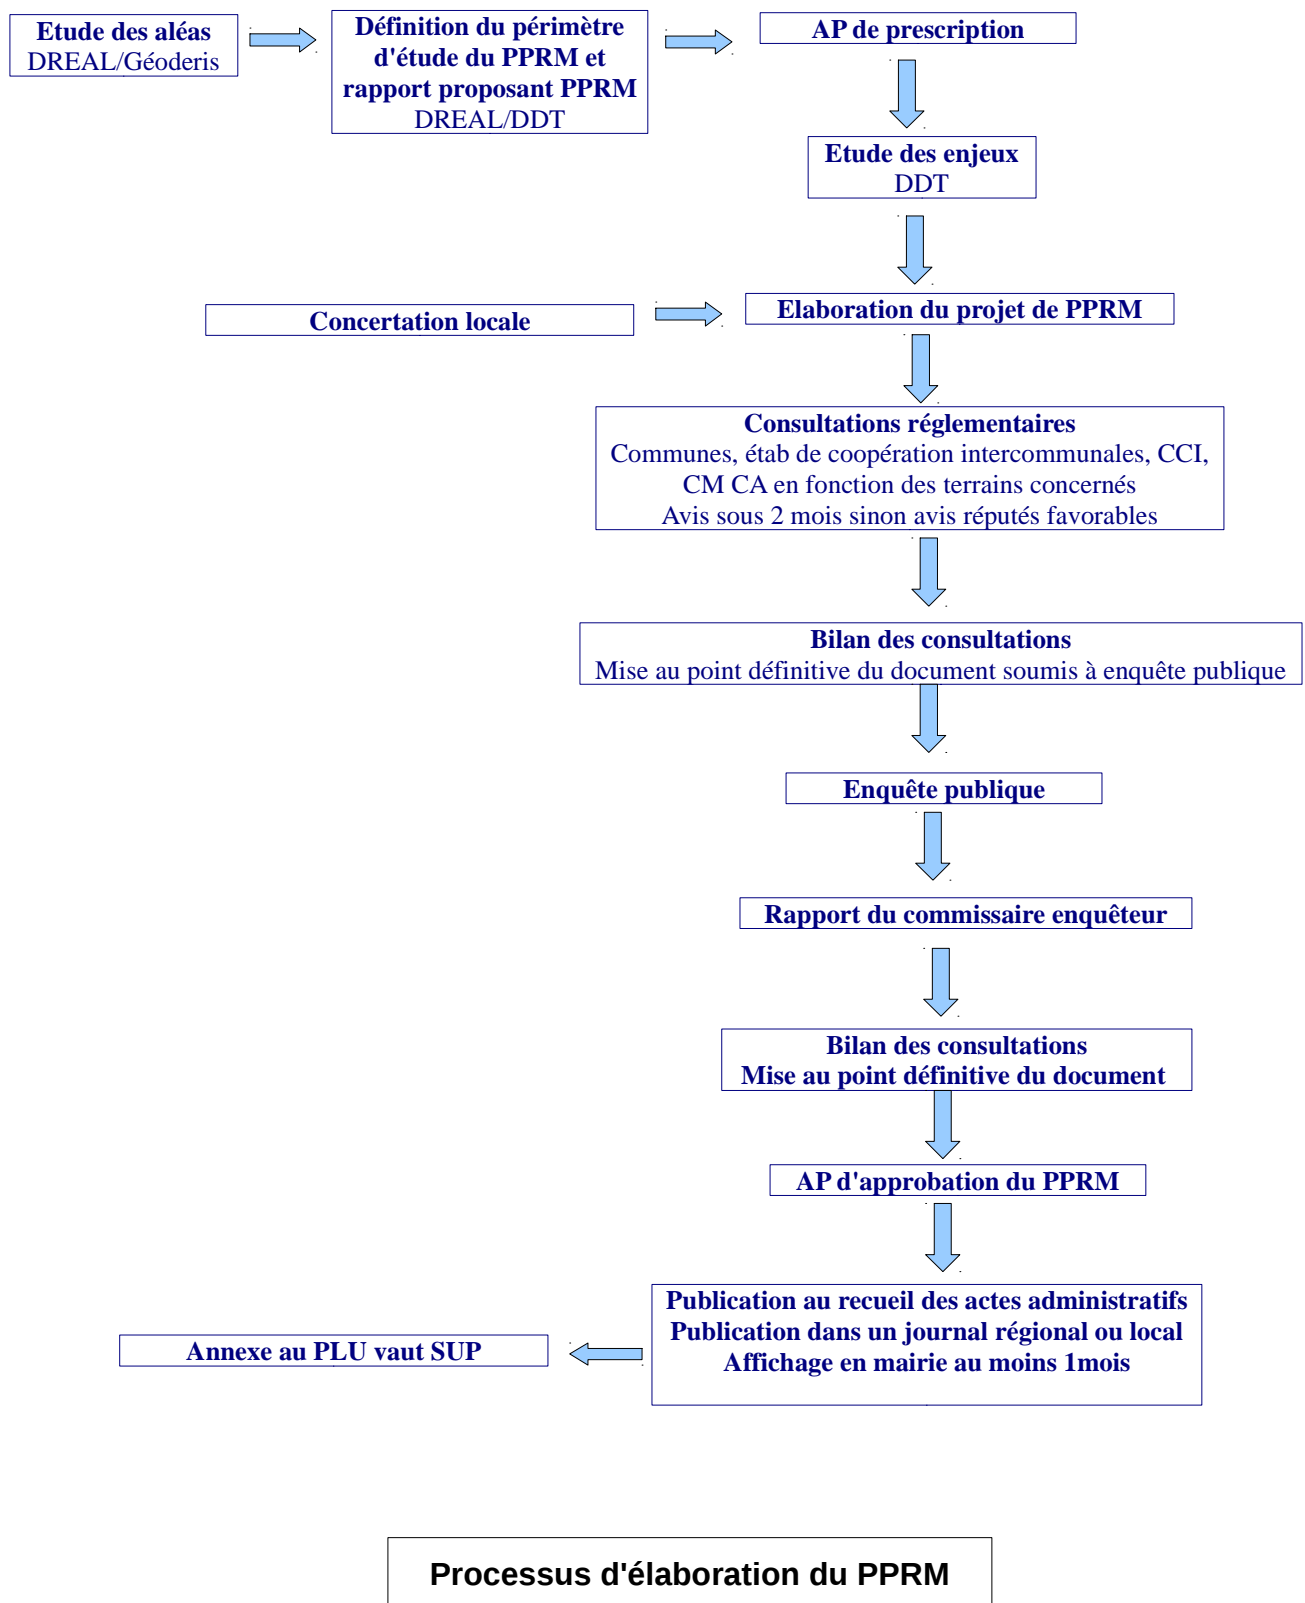 Etude des aléas
DREAL/Géoderis
Définition du périmètre
d'étude du PPRM et
rapport proposant PPRM
DREAL/DDT
AP de prescription
Etude des enjeux
DDT
Concertation locale
Elaboration du projet de PPRM
Consultations réglementaires
Communes, étab de coopération intercommunales, CCI,
CM CA en fonction des terrains concernés
Avis sous 2 mois sinon avis réputés favorables
Bilan des consultations
Mise au point définitive du document soumis à enquête publique
Enquête publique
Rapport du commissaire enquêteur
Bilan des consultations
Mise au point définitive du document
AP d'approbation du PPRM
Publication au recueil des actes administratifs
Publication dans un journal régional ou local
Affichage en mairie au moins 1mois
Annexe au PLU vaut SUP
Processus d'élaboration du PPRM